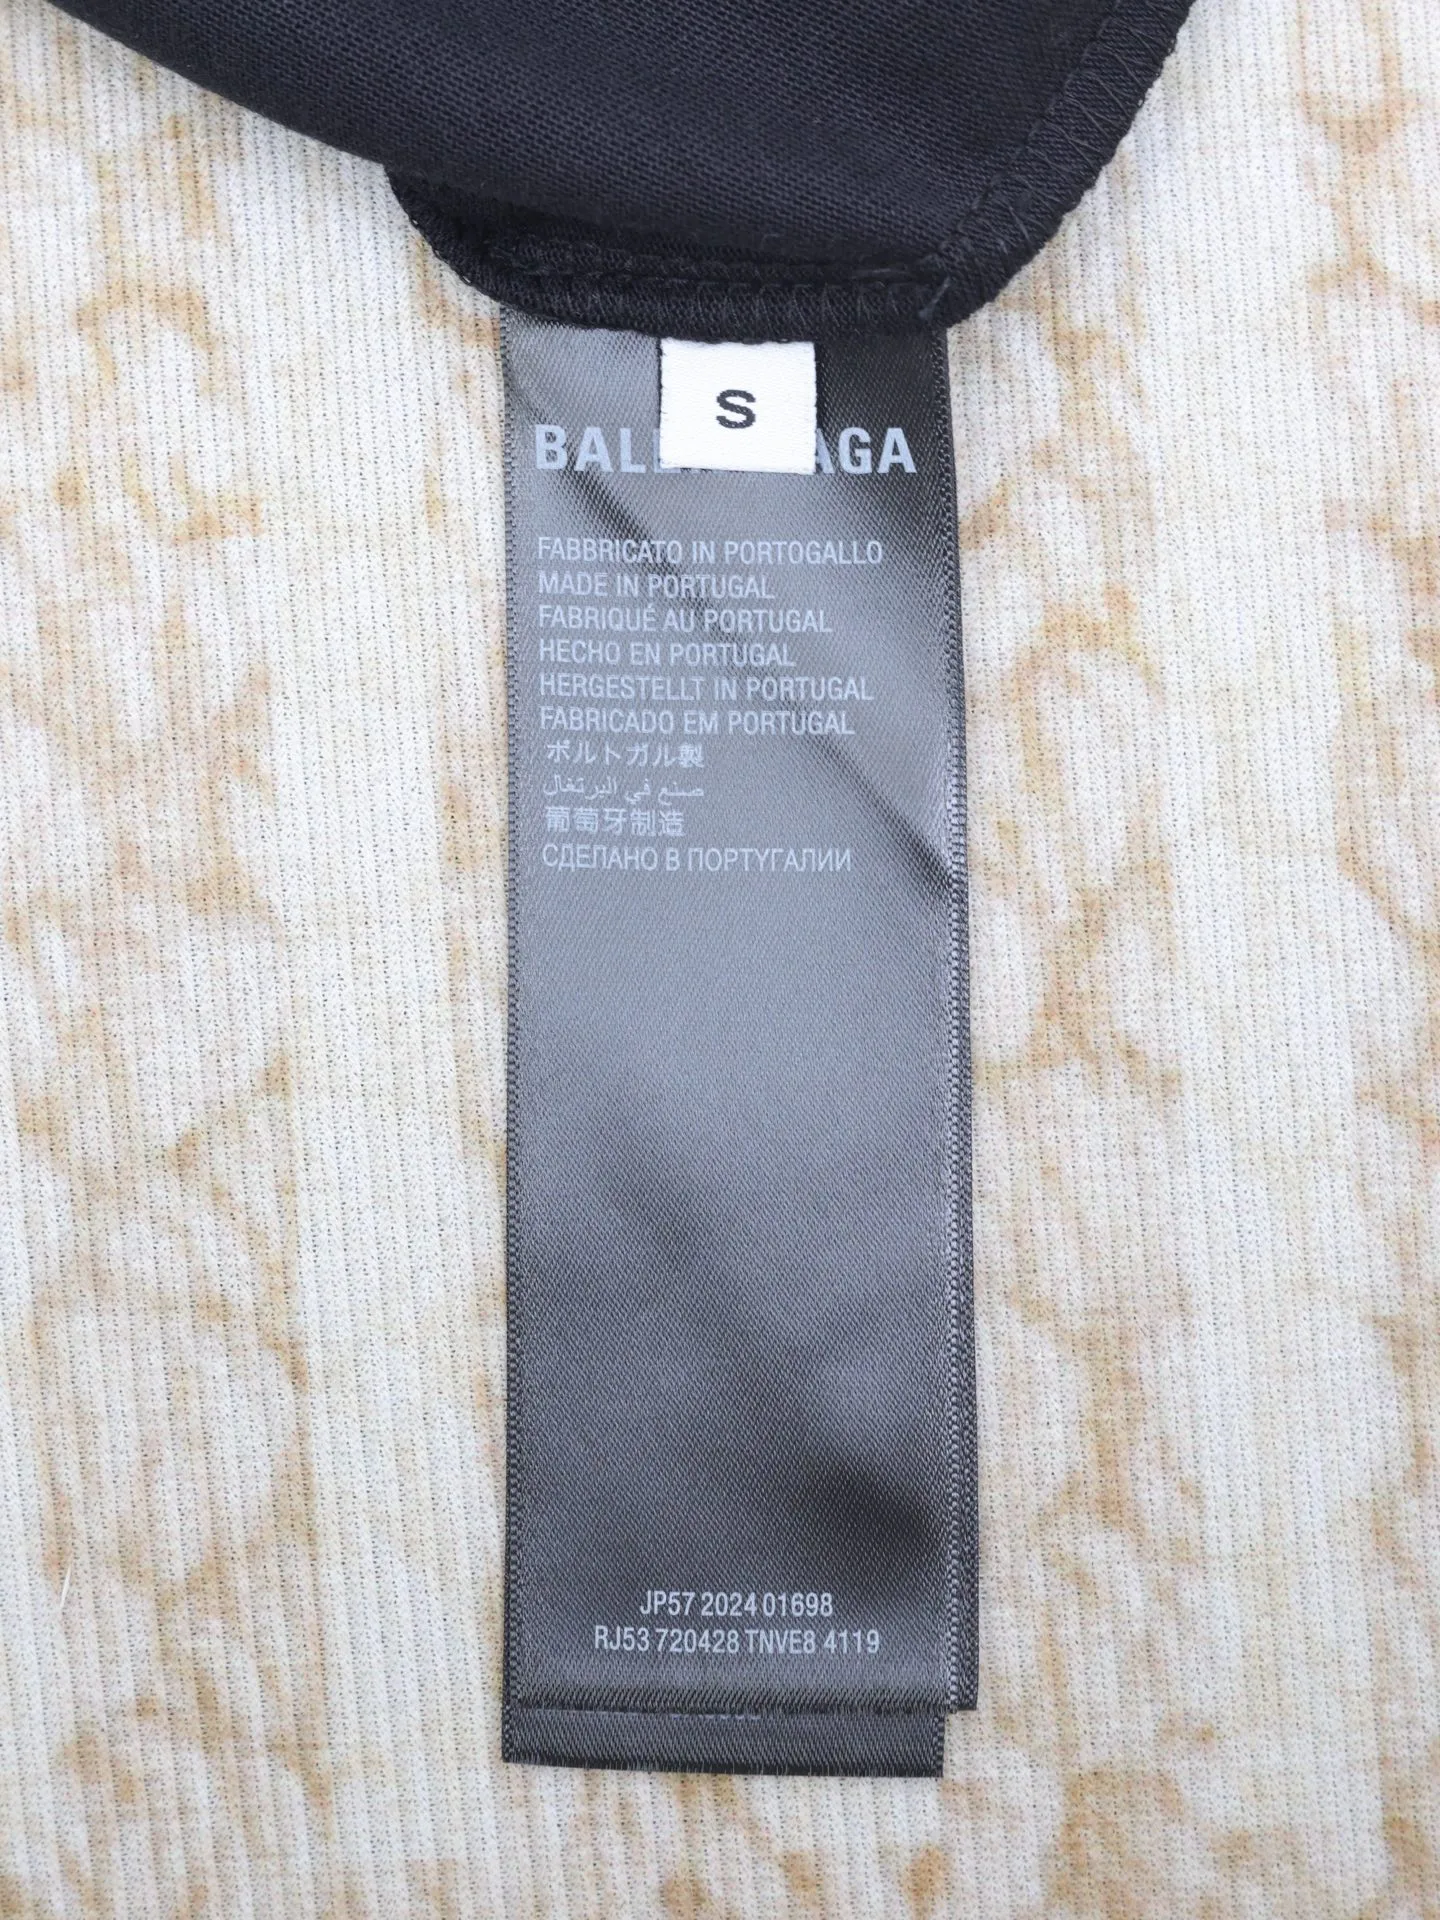 S
FABBRICATO IN PORTOGALLO
MADE IN PORTUGAL
FABRIQUÉ AU PORTUGAL
HECHO EN PORTUGAL
HERGESTELLT IN PORTUGAL
FABRICADO EM PORTUGAL
ポルトガル製
صنع في البرتغال
葡萄牙制造
СДЕЛАНО В ПОРТУГАЛИИ
JP57 2024 01698
RJ53 720428 TNVE8 4119